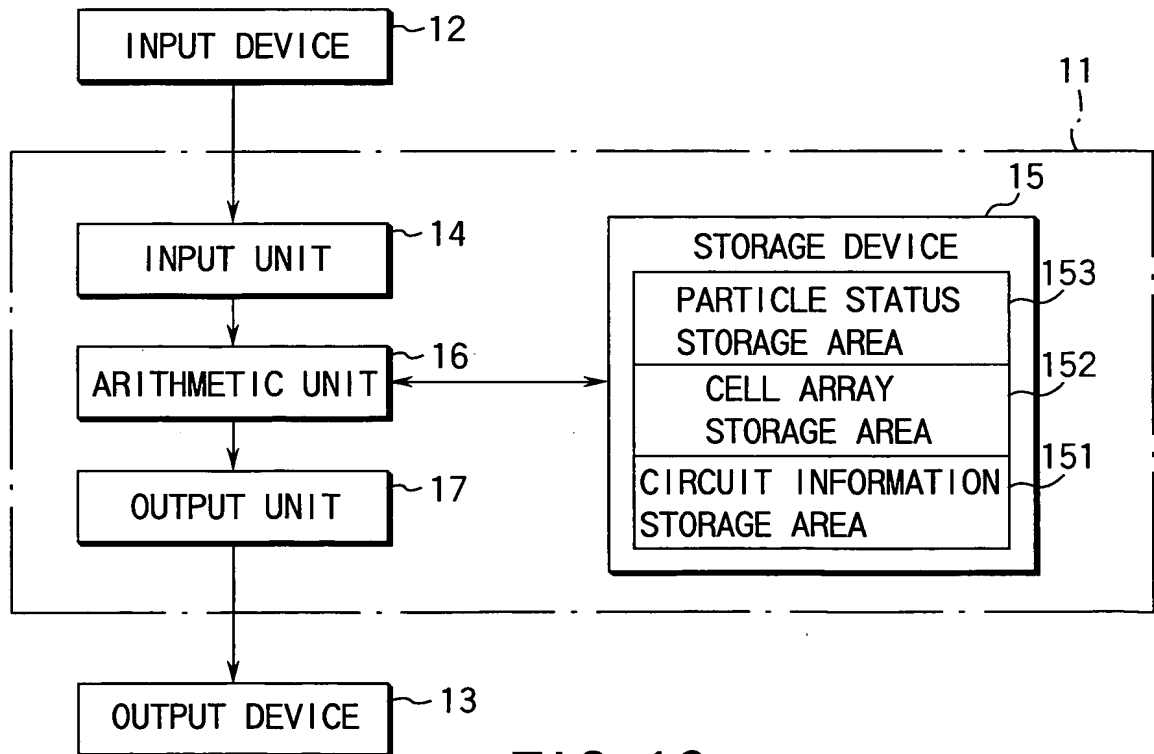 INPUT DEVICE
12
11
INPUT UNIT
14
15
STORAGE DEVICE
PARTICLE STATUS
STORAGE AREA
153
ARITHMETIC UNIT
16
CELL ARRAY
STORAGE AREA
152
OUTPUT UNIT
17
CIRCUIT INFORMATION
STORAGE AREA
151
OUTPUT DEVICE
13